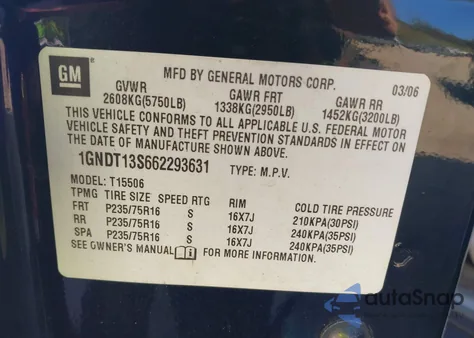 GM
MFD BY GENERAL MOTORS CORP. 03/06
GVWR GAWR FRT GAWR RR
2608KG(5750LB) 1338KG(2950LB) 1452KG(3200LB)
THIS VEHICLE CONFORMS TO ALL APPLICABLE U.S. FEDERAL MOTOR
VEHICLE SAFETY AND THEFT PREVENTION STANDARDS IN EFFECT ON
THE DATE OF MANUFACTURE SHOWN ABOVE.
1GNDT13S662293631 TYPE: M.P.V.
MODEL: T15506
TPMG TIRE SIZE SPEED RTG RIM COLD TIRE PRESSURE
FRT P235/75R16 S 16X7J 210KPA(30PSI)
RR P235/75R16 S 16X7J 240KPA(35PSI)
SPA P235/75R16 S 16X7J 240KPA(35PSI)
SEE OWNER'S MANUAL FOR MORE INFORMATION.
autoSnap